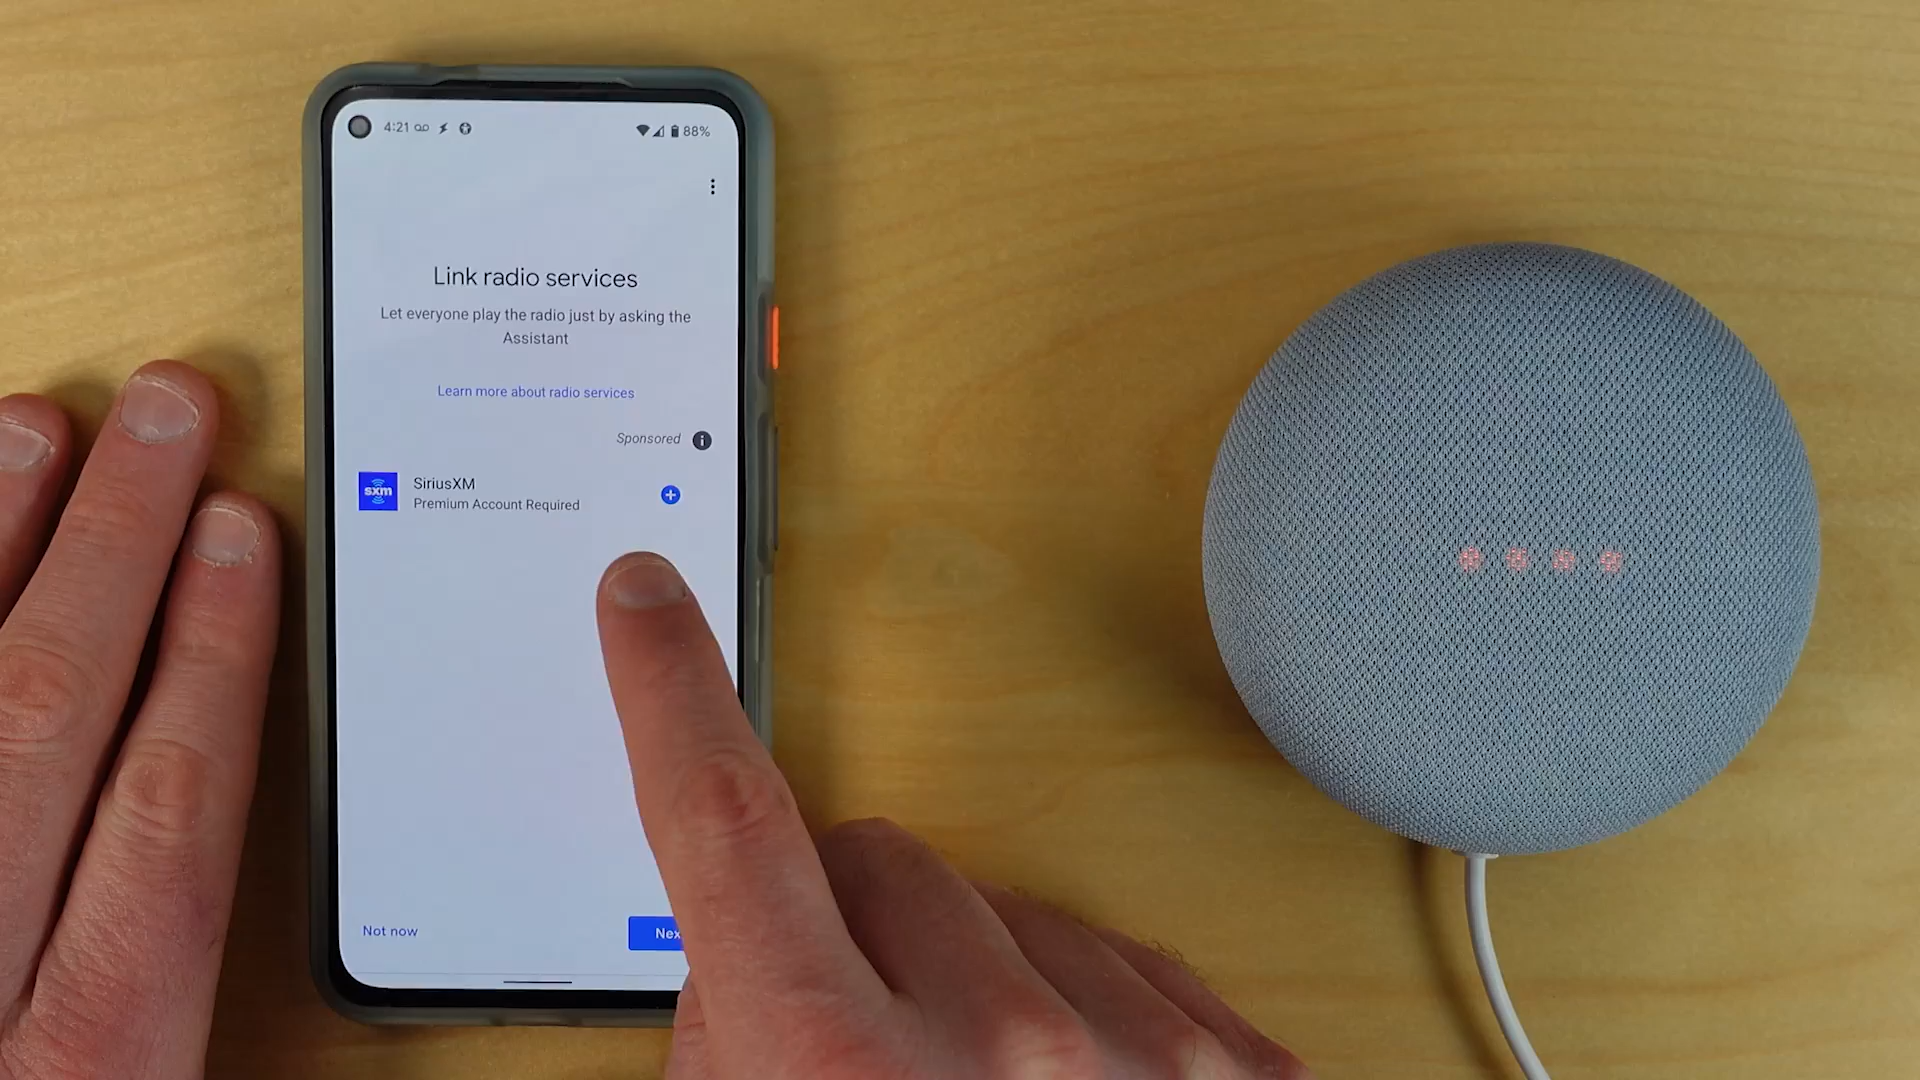 4:21
88%
Link radio services
Let everyone play the radio just by asking the
Assistant
Learn more about radio services
Sponsored
sxm
SiriusXM
Premium Account Required
Not now
Nex